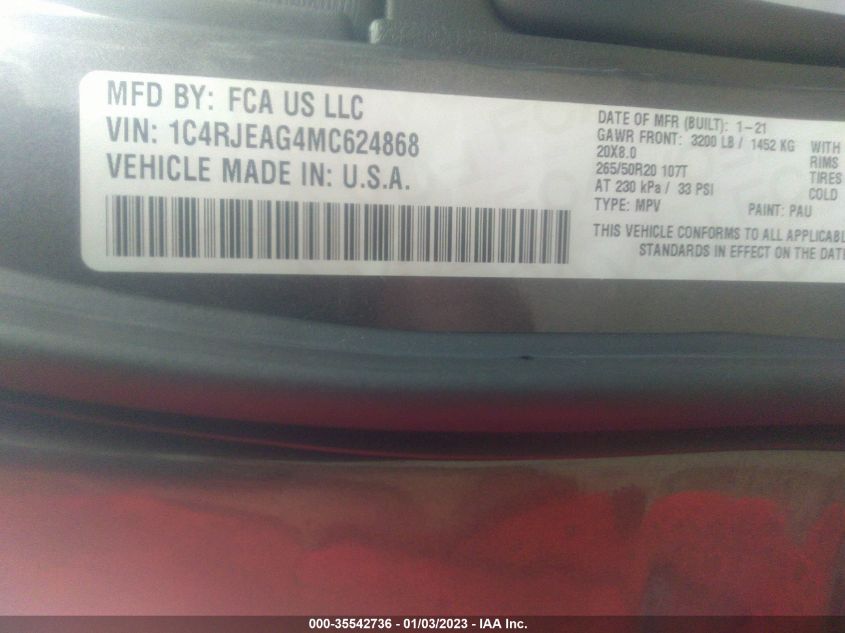 MFD BY: FCA US LLC
VIN: 1C4RJEAG4MC624868
VEHICLE MADE IN: U.S.A.
DATE OF MFR (BUILT): 1-21
GAWR FRONT: 3200 LB / 1452 KG WITH
20X8.0 RIMS
265/50R20 107T TIRES
AT 230 kPa / 33 PSI COLD
TYPE: MPV PAINT: PAU
THIS VEHICLE CONFORMS TO ALL APPLICABL
STANDARDS IN EFFECT ON THE DAT
000-35542736 - 01/03/2023 - IAA Inc.